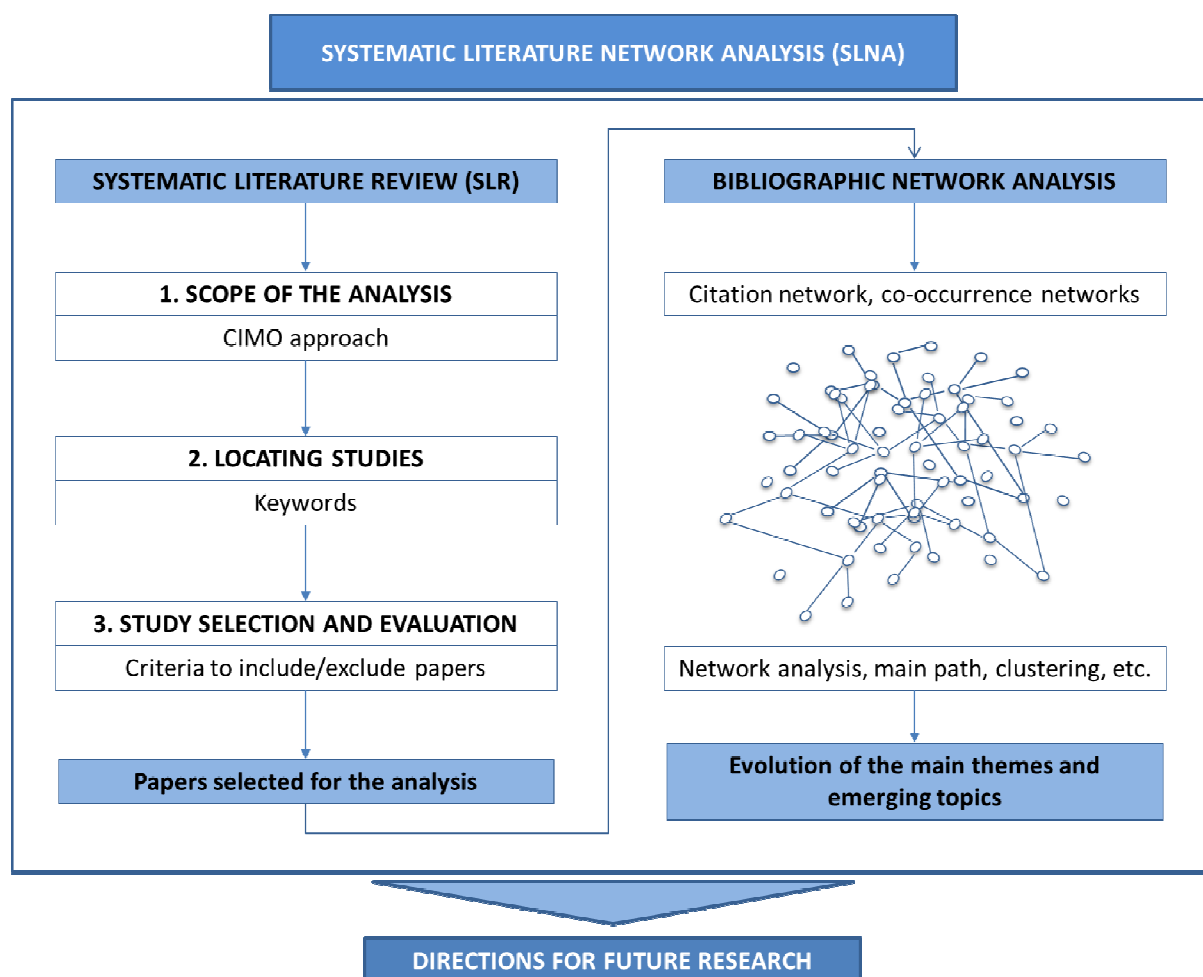 SYSTEMATIC LITERATURE NETWORK ANALYSIS (SLNA)
SYSTEMATIC LITERATURE REVIEW (SLR)
1. SCOPE OF THE ANALYSIS
CIMO approach
2. LOCATING STUDIES
Keywords
3. STUDY SELECTION AND EVALUATION
Criteria to include/exclude papers
Papers selected for the analysis
BIBLIOGRAPHIC NETWORK ANALYSIS
Citation network, co-occurrence networks
Network analysis, main path, clustering, etc.
Evolution of the main themes and
emerging topics
DIRECTIONS FOR FUTURE RESEARCH